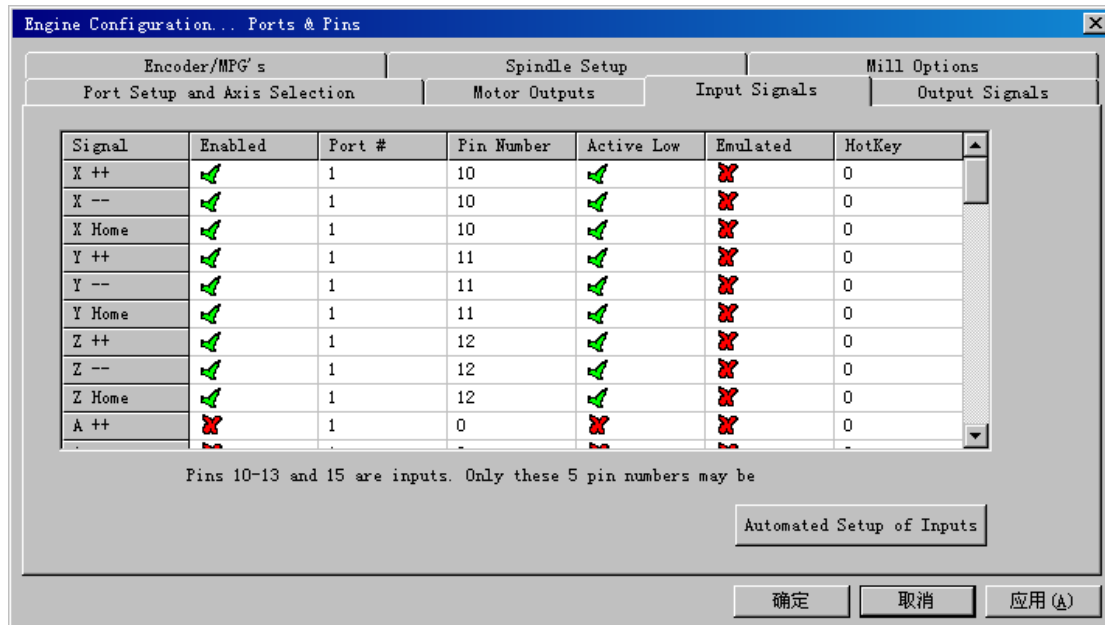 Engine Configuration... Ports & Pins
Encoder/MPG's Spindle Setup Mill Options
Port Setup and Axis Selection Motor Outputs Input Signals Output Signals
Signal Enabled Port # Pin Number Active Low Emulated HotKey
X ++ 1 10 0
X -- 1 10 0
X Home 1 10 0
Y ++ 1 11 0
Y -- 1 11 0
Y Home 1 11 0
Z ++ 1 12 0
Z -- 1 12 0
Z Home 1 12 0
A ++ 1 0 0
Pins 10-13 and 15 are inputs. Only these 5 pin numbers may be
Automated Setup of Inputs
确定 取消 应用(A)